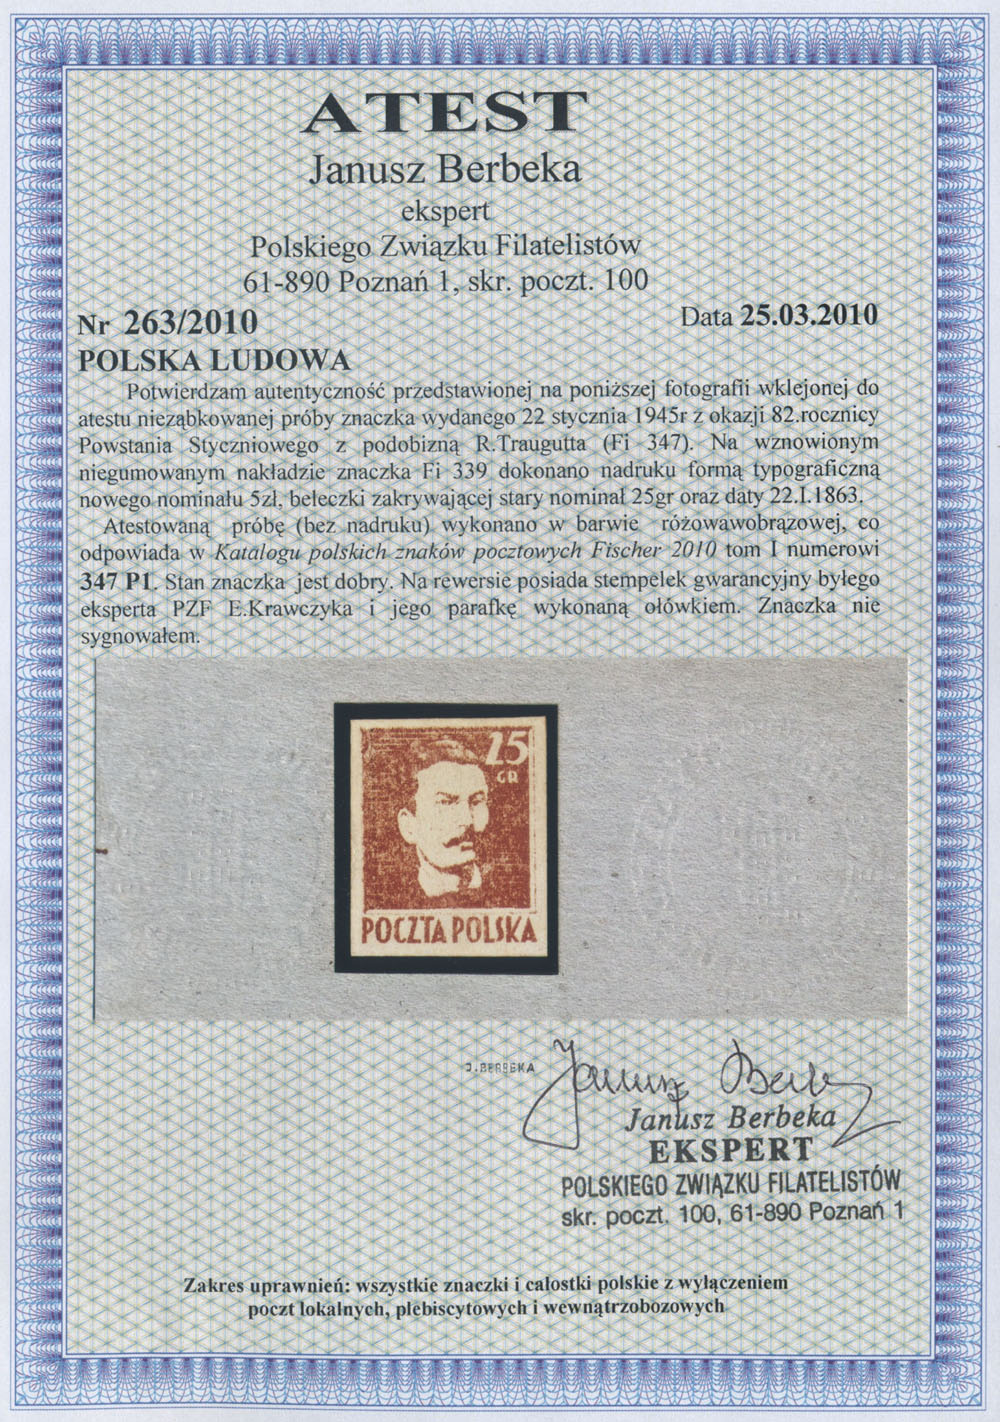 ATEST
Janusz Berbeka
ekspert
Polskiego Związku Filatelistów
61-890 Poznań 1, skr. poczt. 100
Nr 263/2010
Data 25.03.2010
POLSKA LUDOWA
Potwierdzam autentyczność przedstawionej na poniższej fotografii wklejonej do
atestu nieząbkowanej próby znaczka wydanego 22 stycznia 1945r z okazji 82.rocznicy
Powstania Styczniowego z podobizną R.Traugutta (Fi 347). Na wznowionym
niegumowanym nakładzie znaczka Fi 339 dokonano nadruku formą typograficzną
nowego nominału 5zł, beleczki zakrywającej stary nominał 25gr oraz daty 22.I.1863.
Atestowaną próbę (bez nadruku) wykonano w barwie różowawobrązowej, co
odpowiada w Katalogu polskich znaków pocztowych Fischer 2010 tom I numerowi
347 P1. Stan znaczka jest dobry. Na rewersie posiada stempelek gwarancyjny byłego
eksperta PZF E.Krawczyka i jego parafkę wykonaną ołówkiem. Znaczka nie
sygnowałem.
25
GR
POCZTA POLSKA
J.BERBEKA
Janusz Berbeka
Janusz Berbeka
EKSPERT
POLSKIEGO ZWIĄZKU FILATELISTÓW
skr. poczt. 100, 61-890 Poznań 1
Zakres uprawnień: wszystkie znaczki i całostki polskie z wyłączeniem
poczt lokalnych, plebiscytowych i wewnątrzobozowych